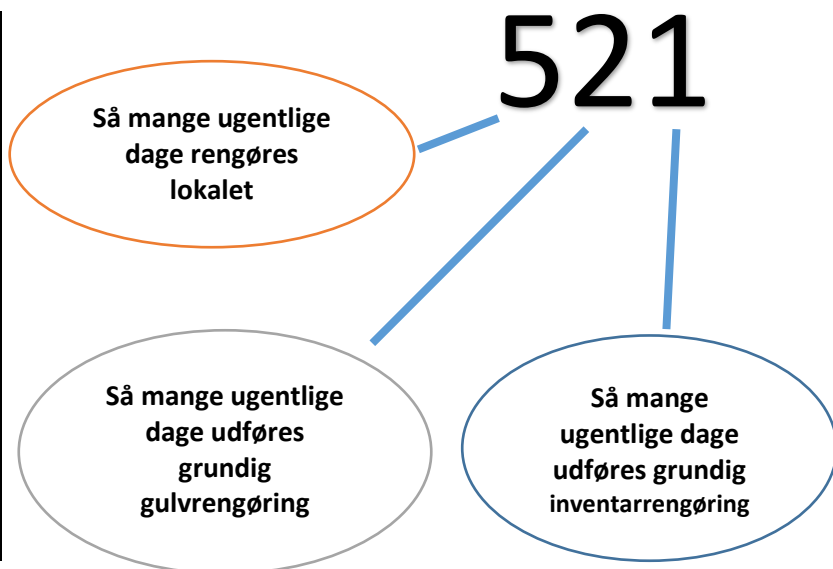 521
Så mange ugentlige
dage rengøres
lokalet
Så mange ugentlige
dage udføres
grundig
gulvrengøring
Så mange
ugentlige dage
udføres grundig
inventarrengøring